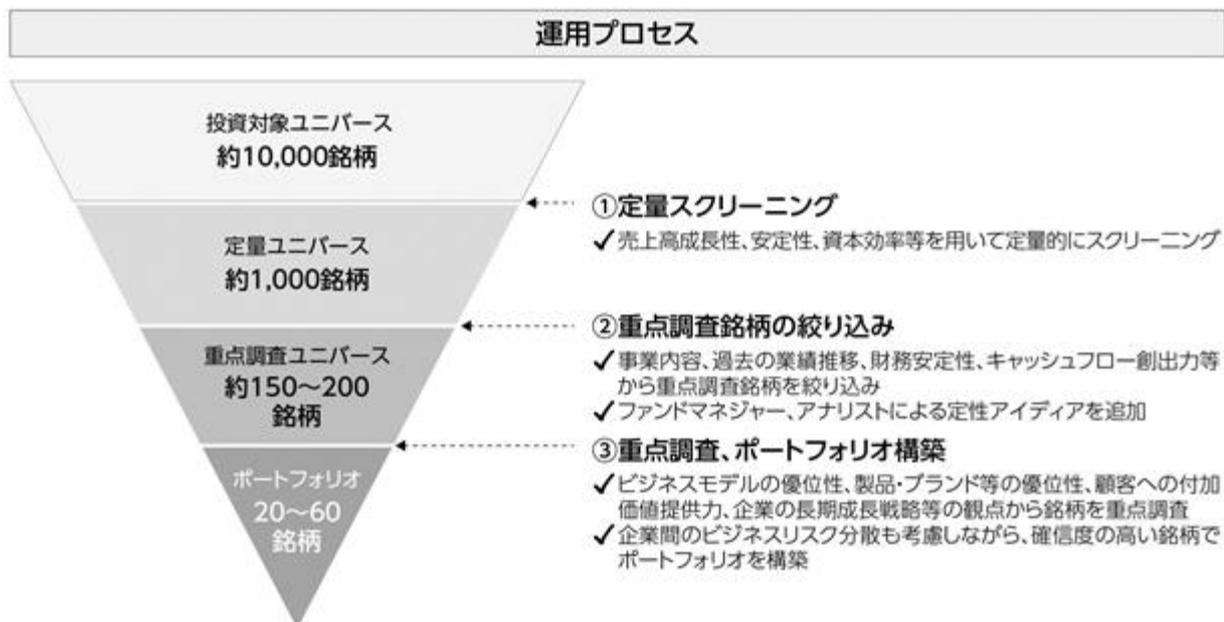 運用プロセス
投資対象ユニバース
約10,000銘柄
定量ユニバース
約1,000銘柄
重点調査ユニバース
約150～200
銘柄
ポートフォリオ
20～60
銘柄
①定量スクリーニング
✓売上高成長性、安定性、資本効率等を用いて定量的にスクリーニング
②重点調査銘柄の絞り込み
✓事業内容、過去の業績推移、財務安定性、キャッシュフロー創出力等
から重点調査銘柄を絞り込み
✓ファンドマネジャー、アナリストによる定性アイディアを追加
③重点調査、ポートフォリオ構築
✓ビジネスモデルの優位性、製品・ブランド等の優位性、顧客への付加
価値提供力、企業の長期成長戦略等の観点から銘柄を重点調査
✓企業間のビジネスリスク分散も考慮しながら、確信度の高い銘柄で
ポートフォリオを構築